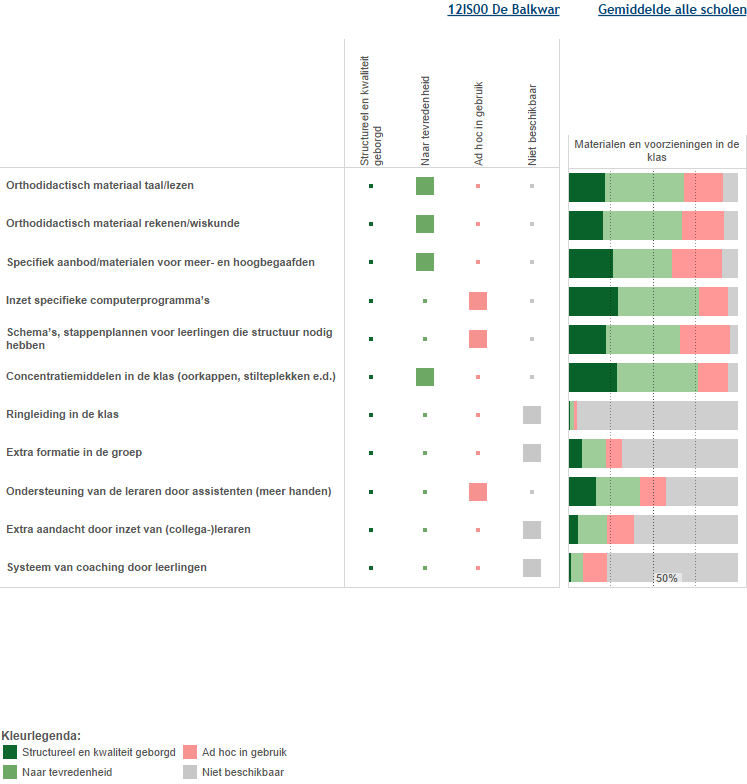 12IS00 De Balkwar
Gemiddelde alle scholen
Structureel en kwaliteit
geborgd
Naar tevredenheid
Ad hoc in gebruik
Niet beschikbaar
Materialen en voorzieningen in de
klas
Orthodidactisch materiaal taal/lezen
Orthodidactisch materiaal rekenen/wiskunde
Specifiek aanbod/materialen voor meer- en hoogbegaafden
Inzet specifieke computerprogramma's
Schema's, stappenplannen voor leerlingen die structuur nodig
hebben
Concentratiemiddelen in de klas (oorkappen, stilteplekken e.d.)
Ringleiding in de klas
Extra formatie in de groep
Ondersteuning van de leraren door assistenten (meer handen)
Extra aandacht door inzet van (collega-)leraren
Systeem van coaching door leerlingen
50%
Kleurlegenda:
Structureel en kwaliteit geborgd
Ad hoc in gebruik
Naar tevredenheid
Niet beschikbaar